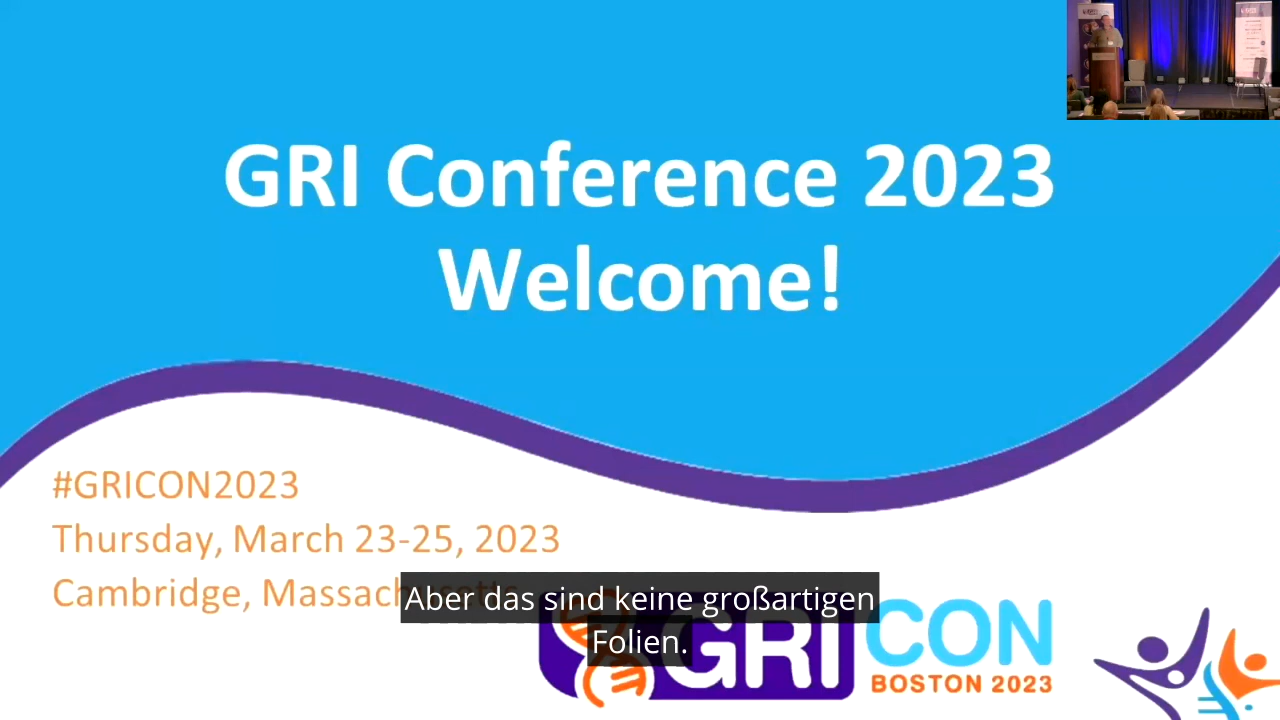 GRI Conference 2023
Welcome!
#GRICON2023
Thursday, March 23-25, 2023
Cambridge, Massachusetts
Aber das sind keine großartigen
Folien.
GRI CON
BOSTON 2023